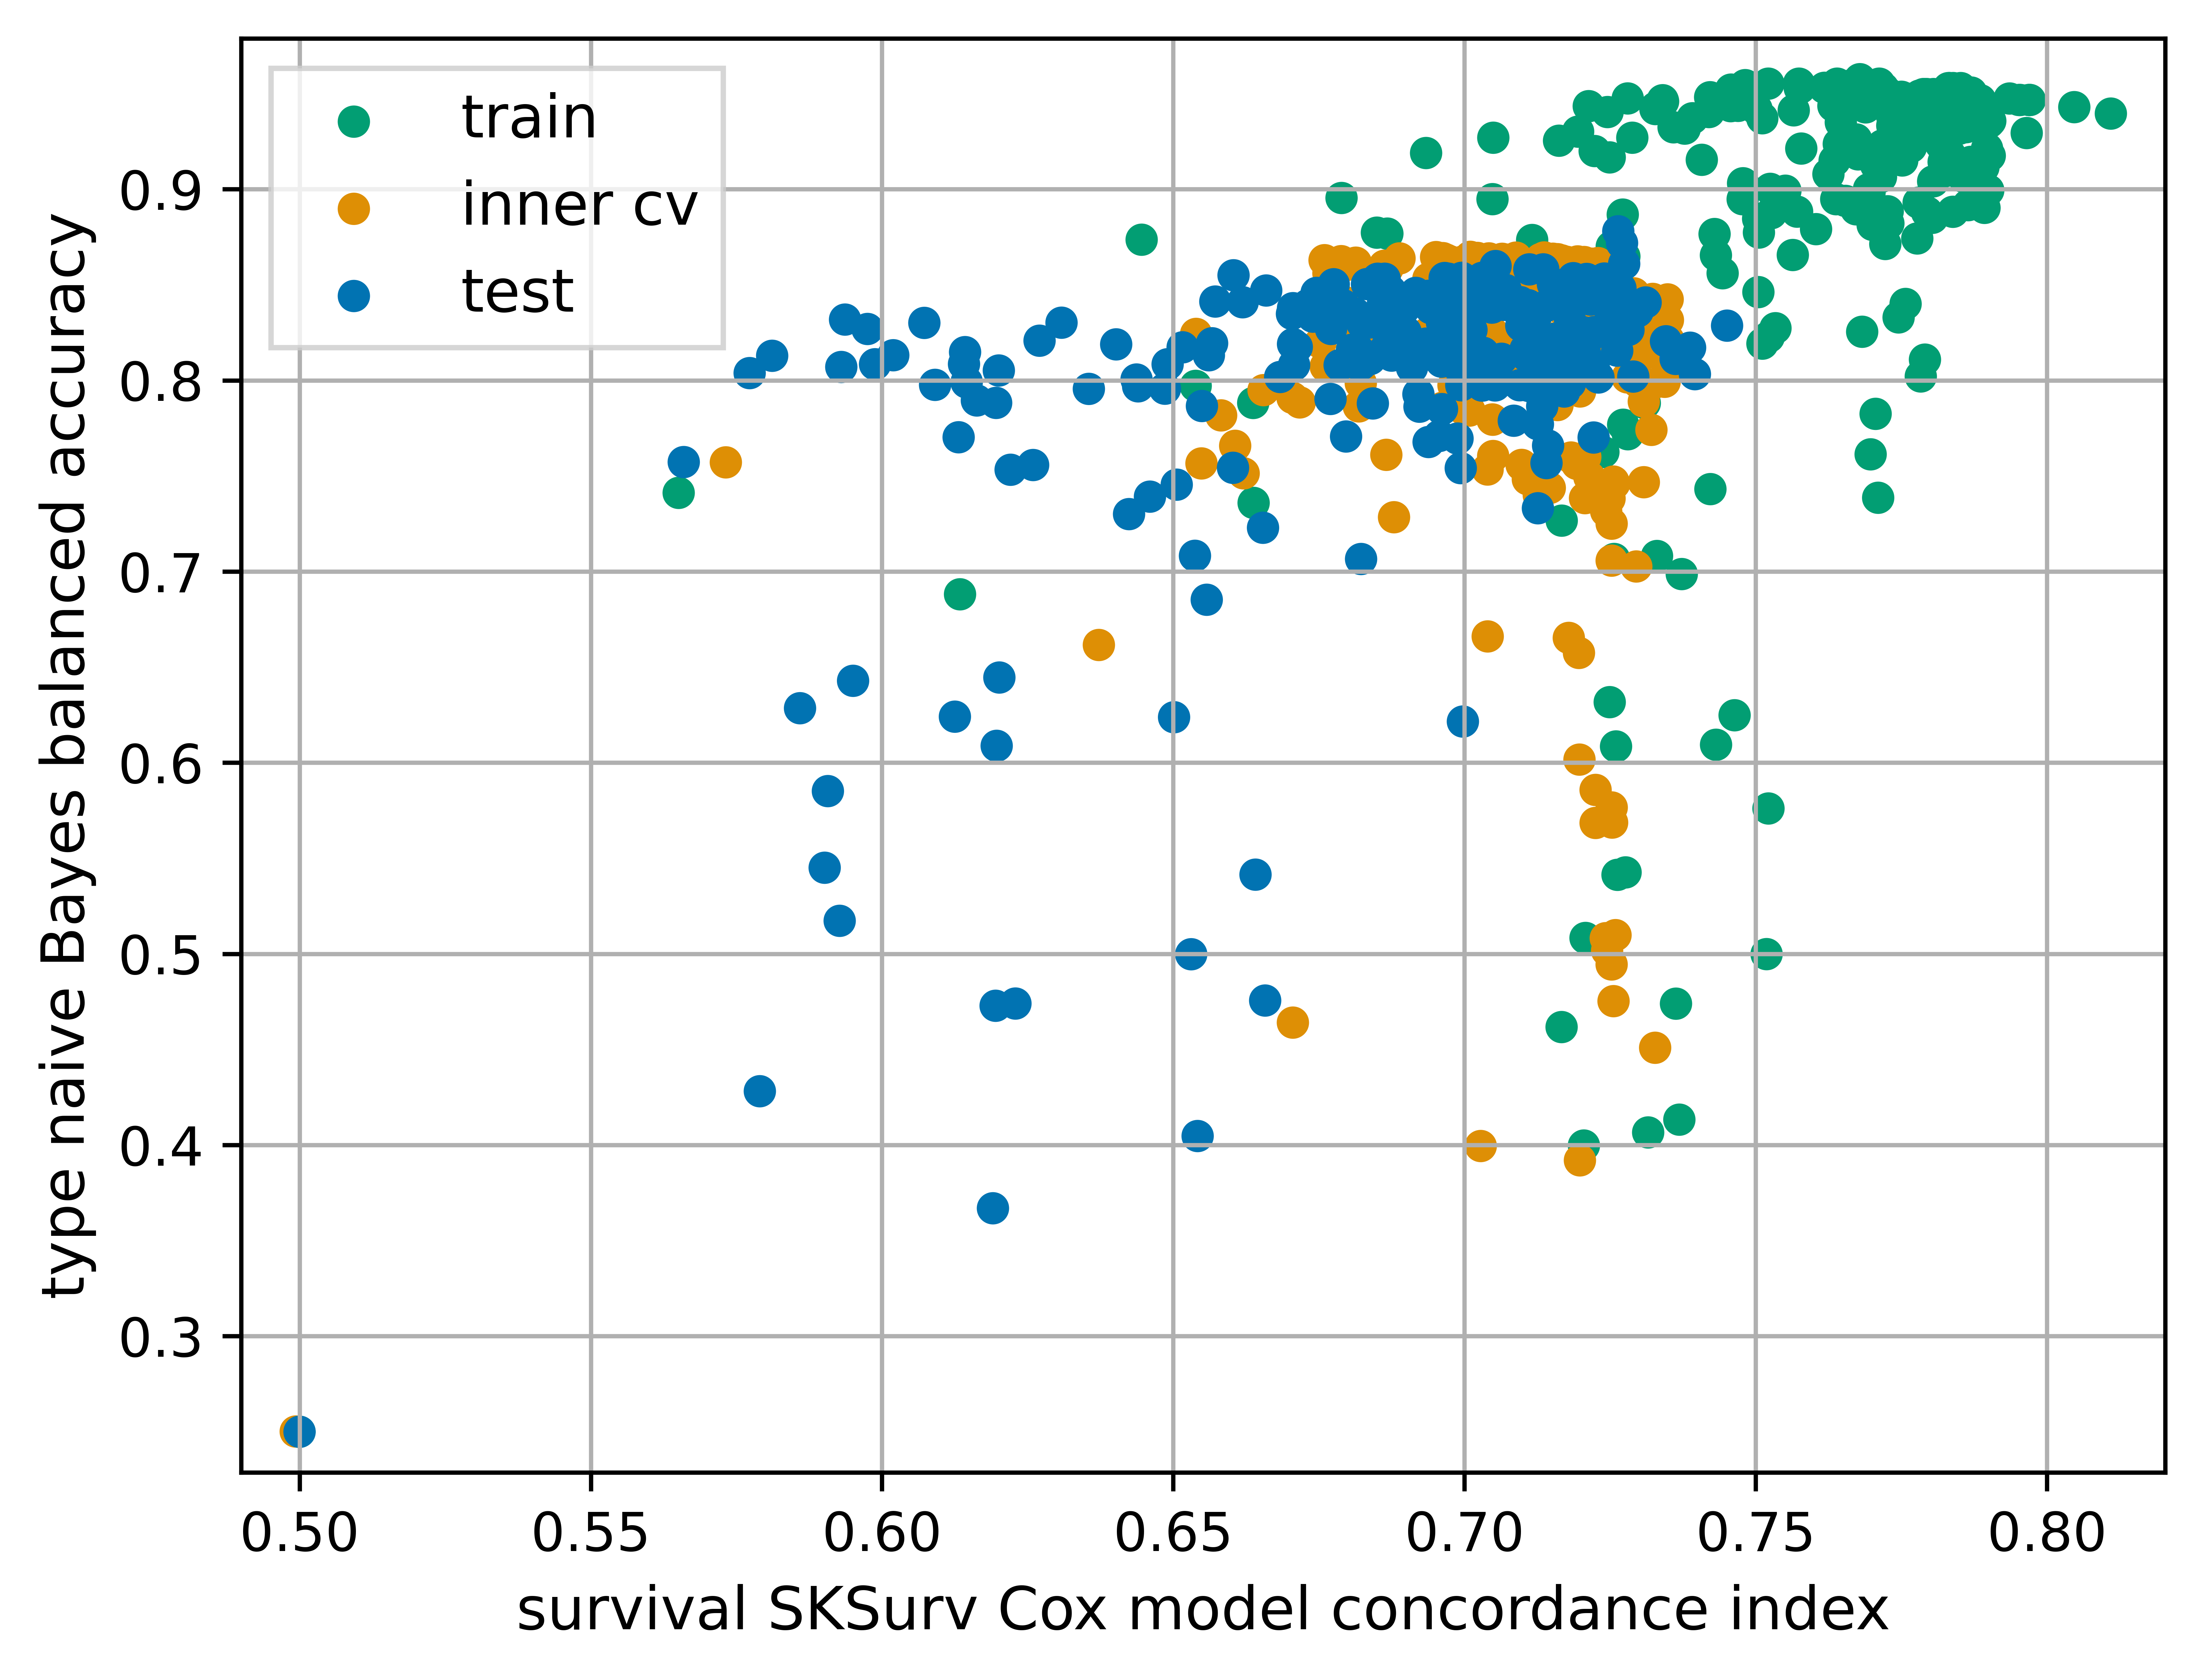 train
inner cv
test
0.9
0.8
0.7
0.6
0.5
0.4
0.3
type naive Bayes balanced accuracy
0.50 0.55 0.60 0.65 0.70 0.75 0.80
survival SKSurv Cox model concordance index